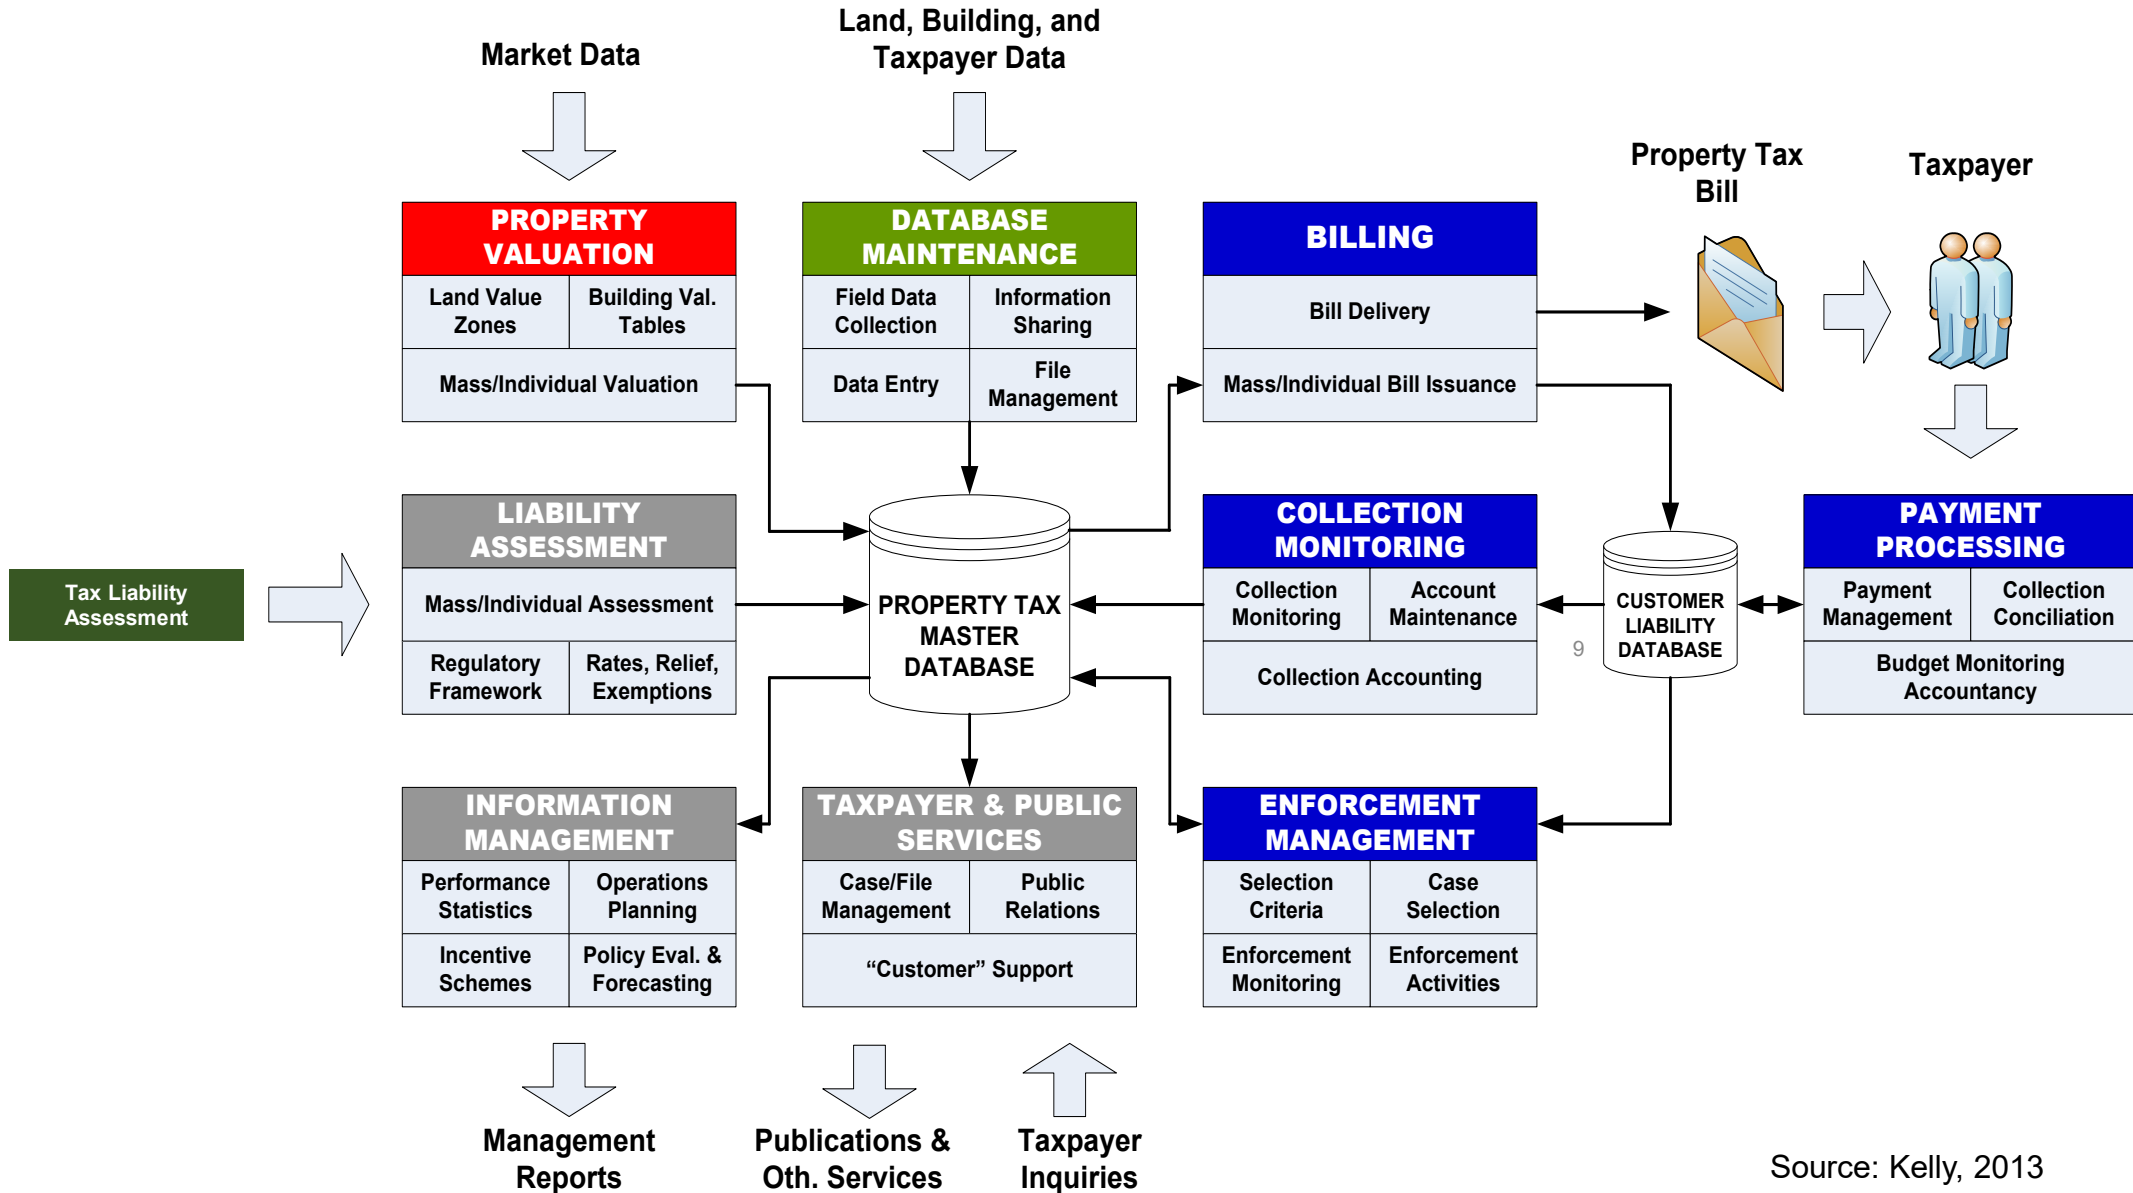 Market Data
Land, Building, and
Taxpayer Data
Property Tax
Bill
Taxpayer
PROPERTY
VALUATION
Land Value
Zones
Building Val.
Tables
Mass/Individual Valuation
DATABASE
MAINTENANCE
Field Data
Collection
Information
Sharing
Data Entry
File
Management
BILLING
Bill Delivery
Mass/Individual Bill Issuance
Tax Liability
Assessment
LIABILITY
ASSESSMENT
Mass/Individual Assessment
Regulatory
Framework
Rates, Relief,
Exemptions
PROPERTY TAX
MASTER
DATABASE
COLLECTION
MONITORING
Collection
Monitoring
Account
Maintenance
Collection Accounting
9
CUSTOMER
LIABILITY
DATABASE
PAYMENT
PROCESSING
Payment
Management
Collection
Conciliation
Budget Monitoring
Accountancy
INFORMATION
MANAGEMENT
Performance
Statistics
Operations
Planning
Incentive
Schemes
Policy Eval. &
Forecasting
TAXPAYER & PUBLIC
SERVICES
Case/File
Management
Public
Relations
“Customer” Support
ENFORCEMENT
MANAGEMENT
Selection
Criteria
Case
Selection
Enforcement
Monitoring
Enforcement
Activities
Management
Reports
Publications &
Oth. Services
Taxpayer
Inquiries
Source: Kelly, 2013